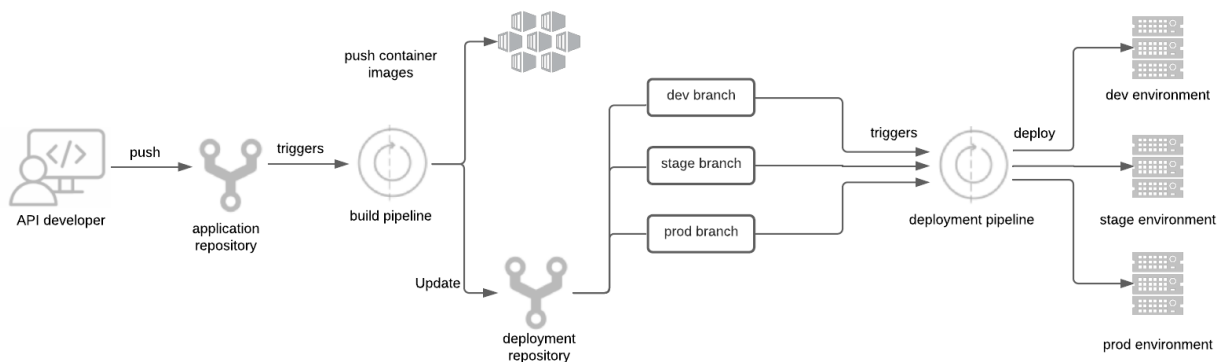 push container
images
dev branch
dev environment
push
triggers
triggers
deploy
</>
stage branch
API developer
application
repository
build pipeline
deployment pipeline
stage environment
prod branch
Update
deployment
repository
prod environment